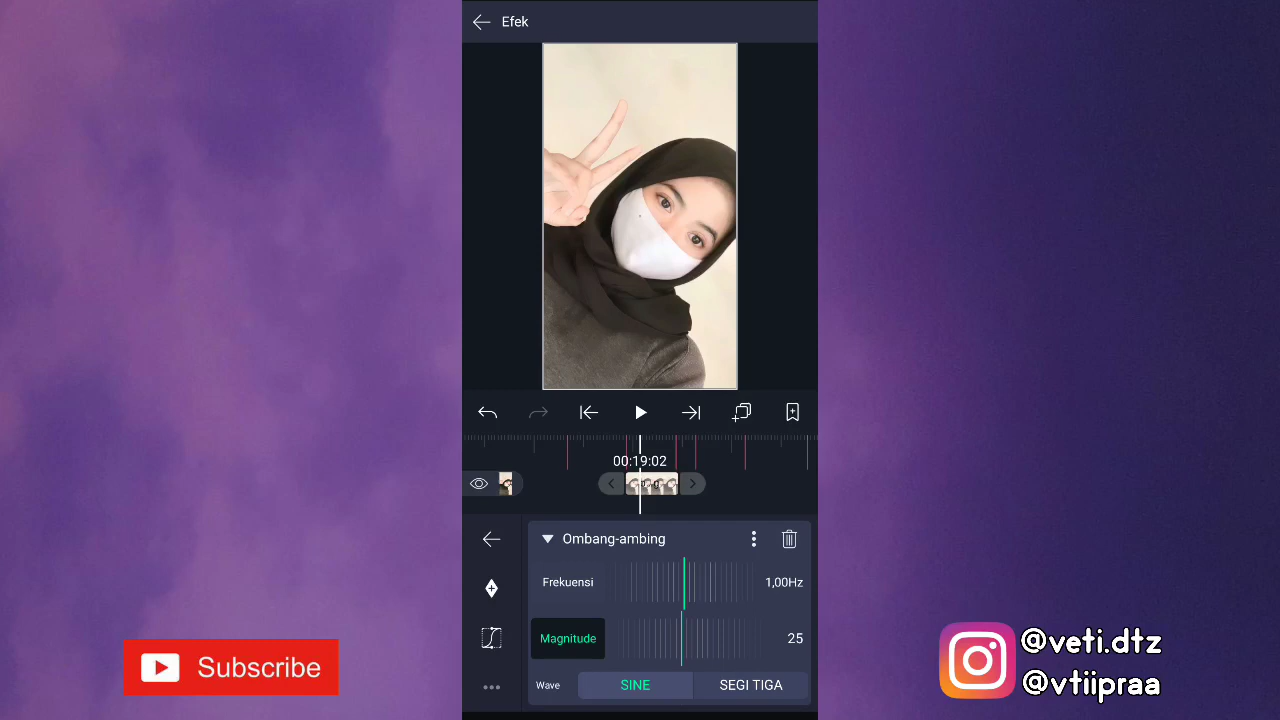 Efek
00:19:02
Ombang-ambing
Frekuensi
1,00Hz
Magnitude
25
Wave
SINE
SEGI TIGA
Subscribe
@veti.dtz
@vtiipraa